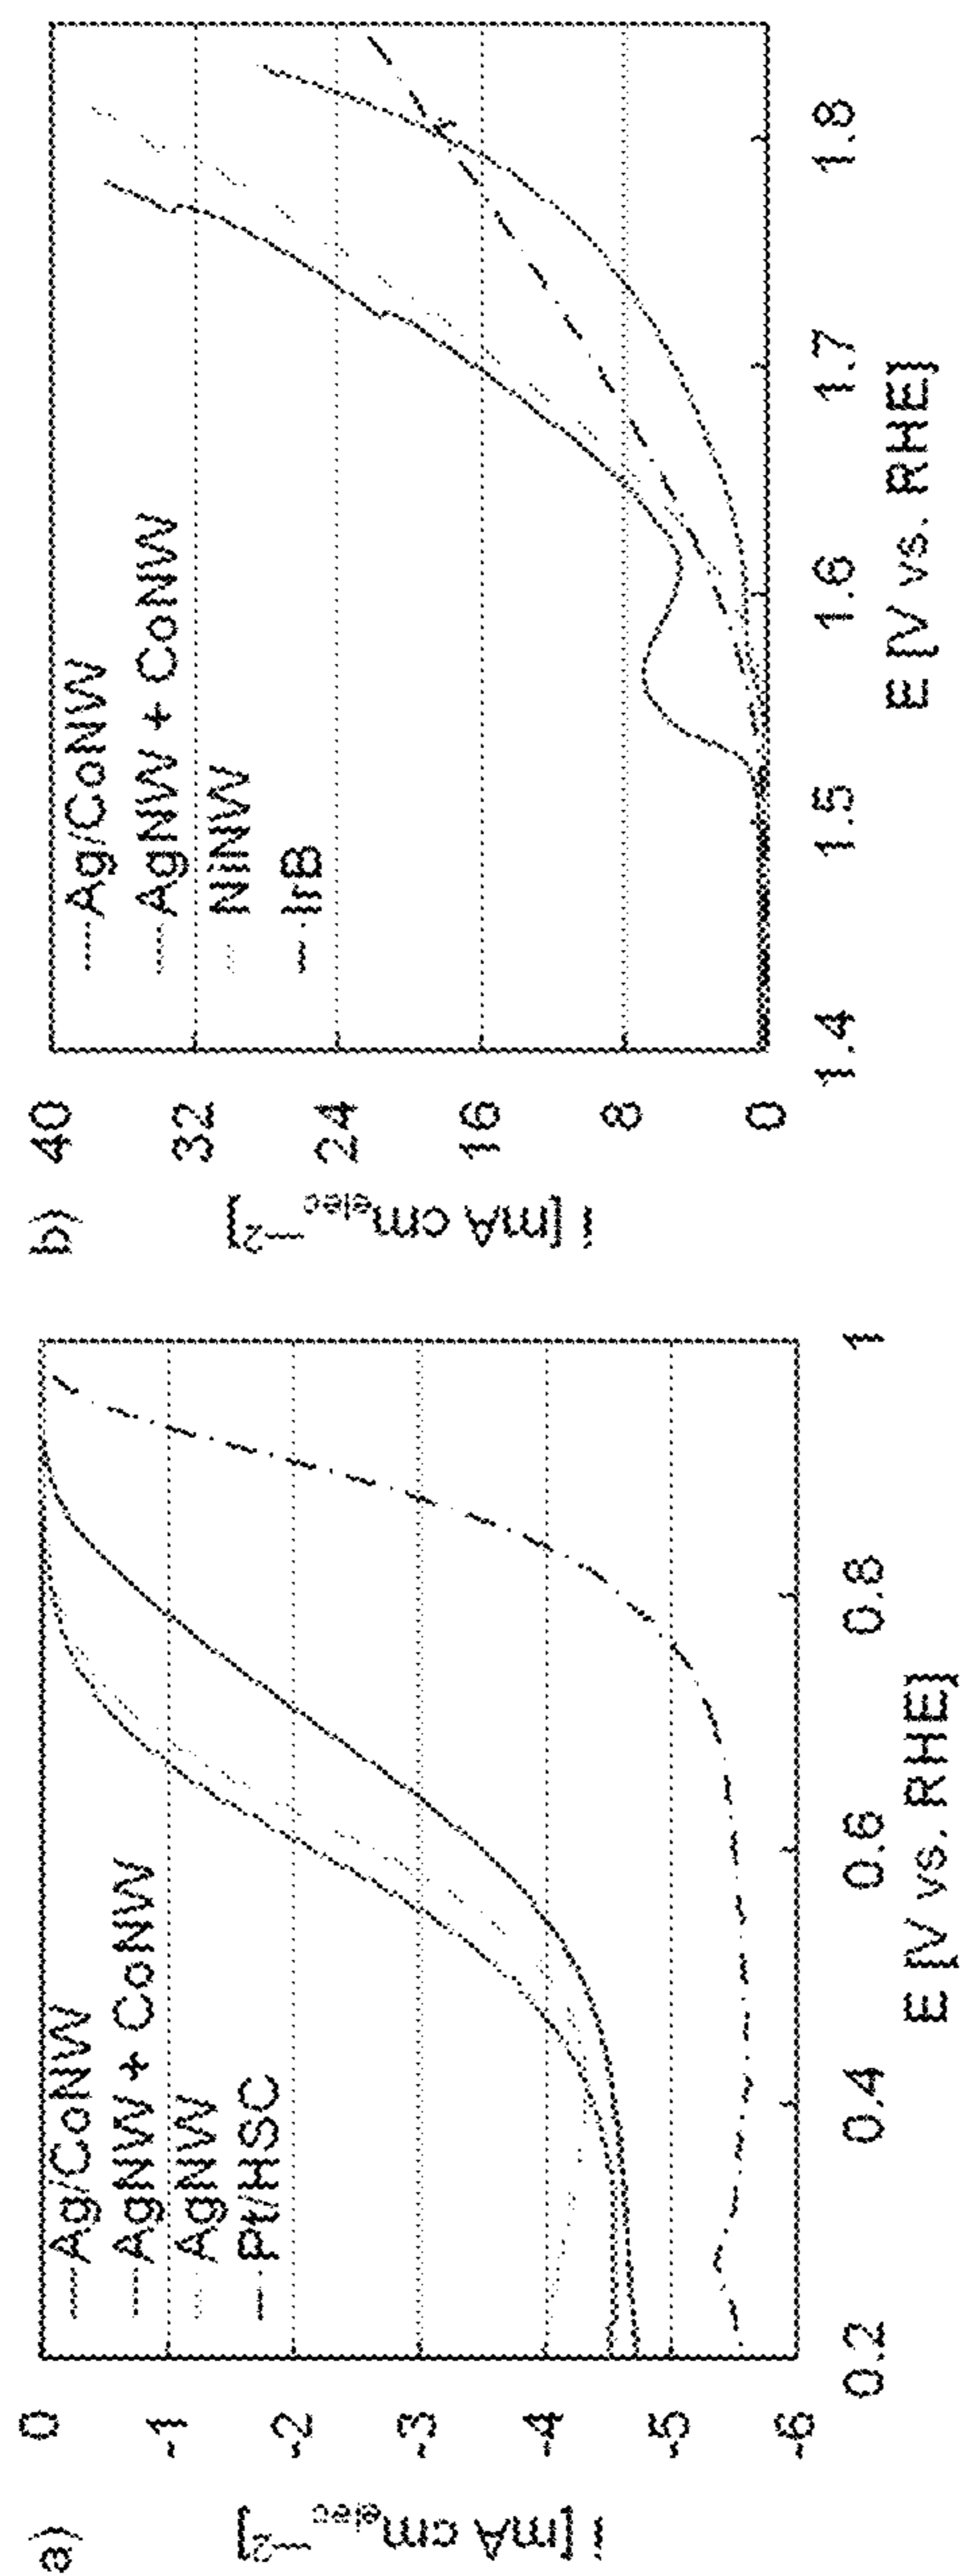 a)
0
-1
-2
-3
-4
-5
-6
i [mA cm_elec^-2]
Ag/CoNW
AgNW + CoNW
AgNW
Pt/HSC
0.2
0.4
0.6
0.8
1
E [V vs. RHE]
b)
40
32
24
16
8
0
i [mA cm_elec^-2]
Ag/CoNW
AgNW + CoNW
NiNW
IrB
1.4
1.5
1.6
1.7
1.8
E [V vs. RHE]